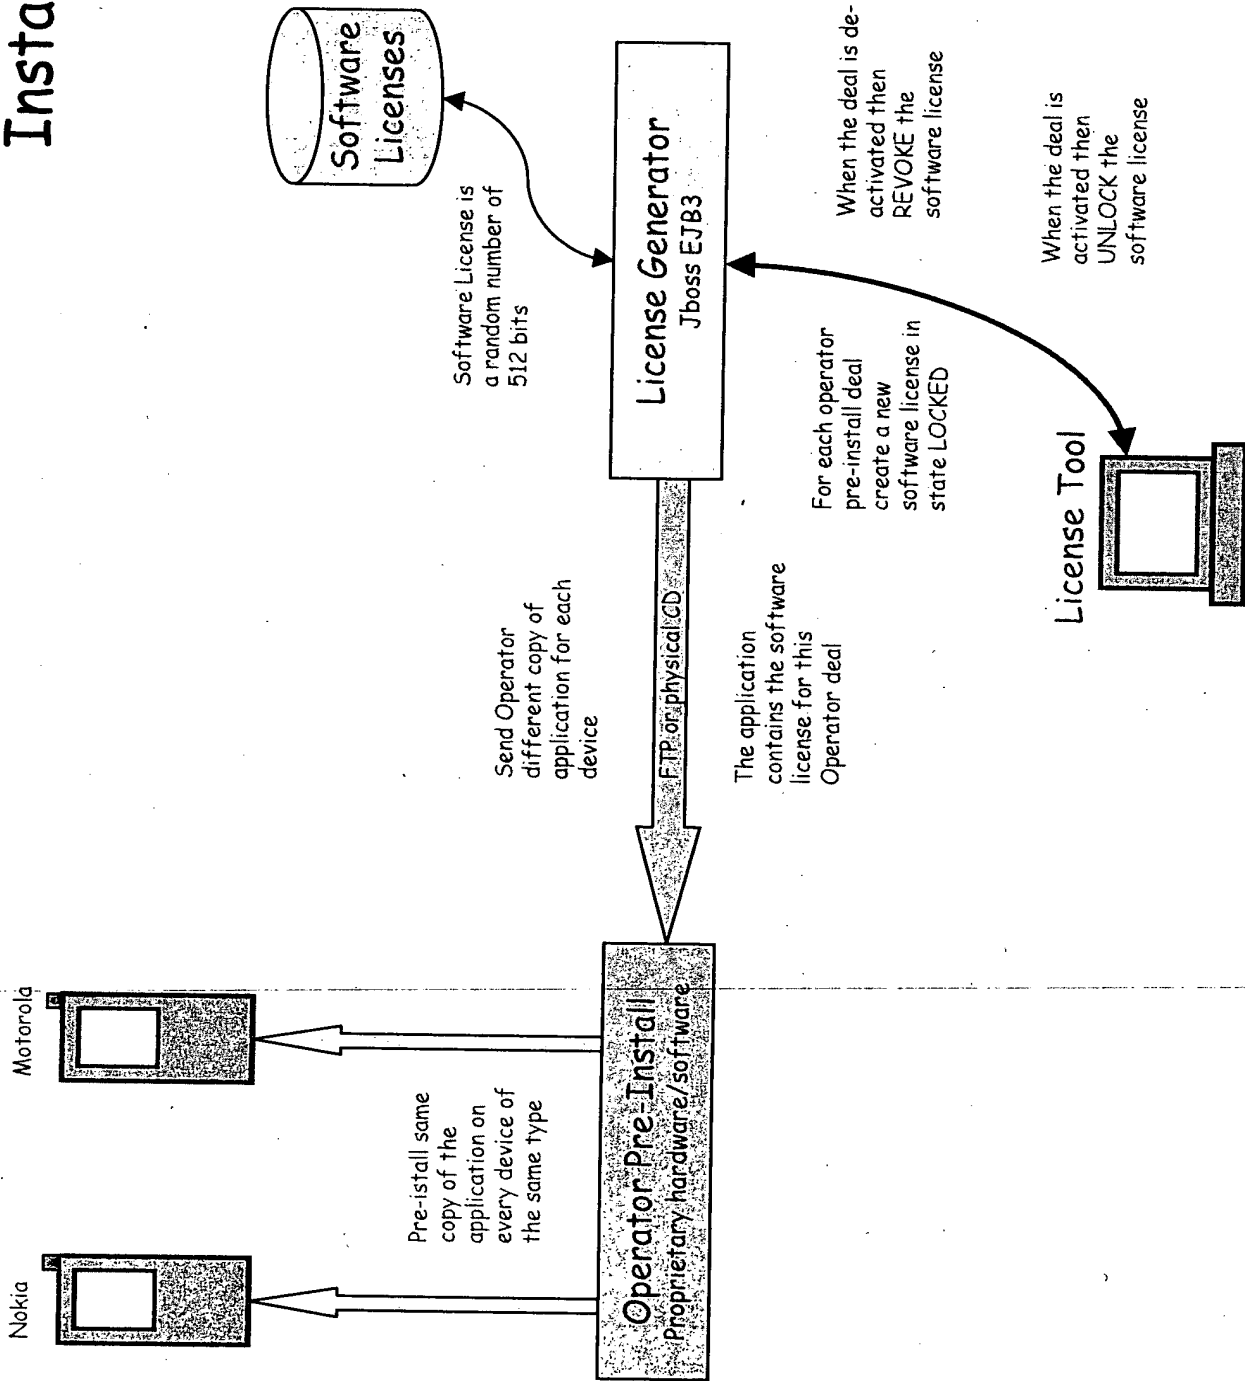 Insta
Nokia
Motorola
Pre-istall same
copy of the
application on
every device of
the same type
Operator Pre-Install
Proprietary hardware/software
Send Operator
different copy of
application for each
device
FTP or physical CD
The application
contains the software
license for this
Operator deal
Software
Licenses
Software License is
a random number of
512 bits
License Generator
Jboss EJB3
For each operator
pre-install deal
create a new
software license in
state LOCKED
When the deal is de-
activated then
REVOKE the
software license
When the deal is
activated then
UNLOCK the
software license
License Tool